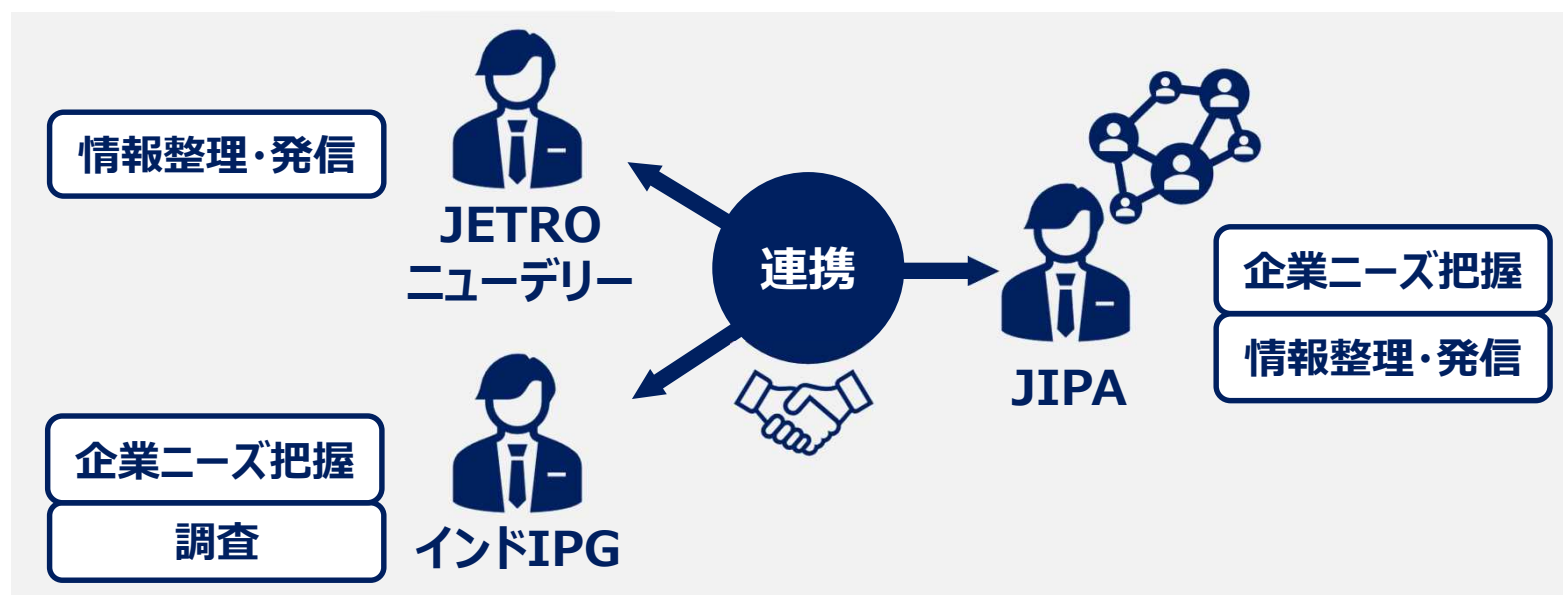 情報整理・発信
JETRO
ニューデリー
連携
企業ニーズ把握
情報整理・発信
JIPA
企業ニーズ把握
調査
インドIPG